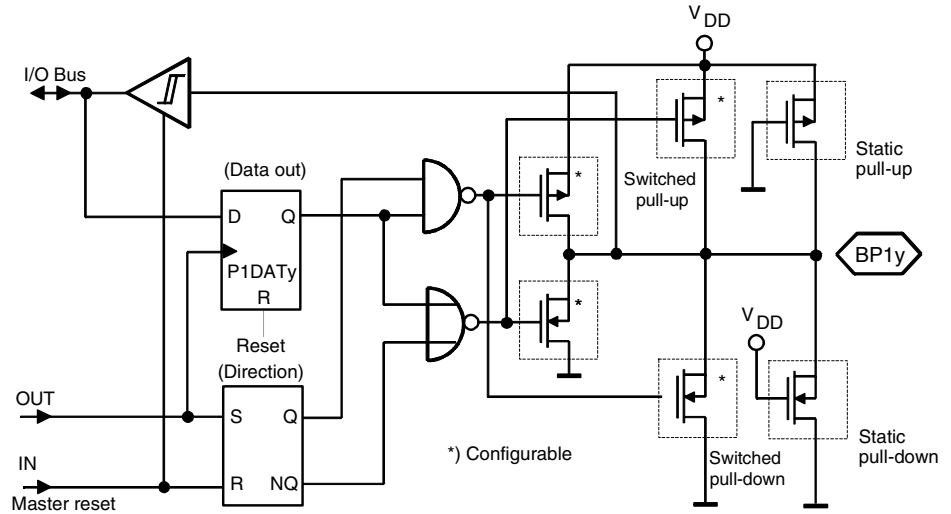 V
DD
I/O Bus
*
(Data out)
Static
pull-up
*
Switched
pull-up
D
Q
BP1y
P1DATy
R
*
V
DD
Reset
(Direction)
*
OUT
S
Q
*) Configurable
Static
pull-down
IN
Switched
pull-down
R
NQ
Master reset